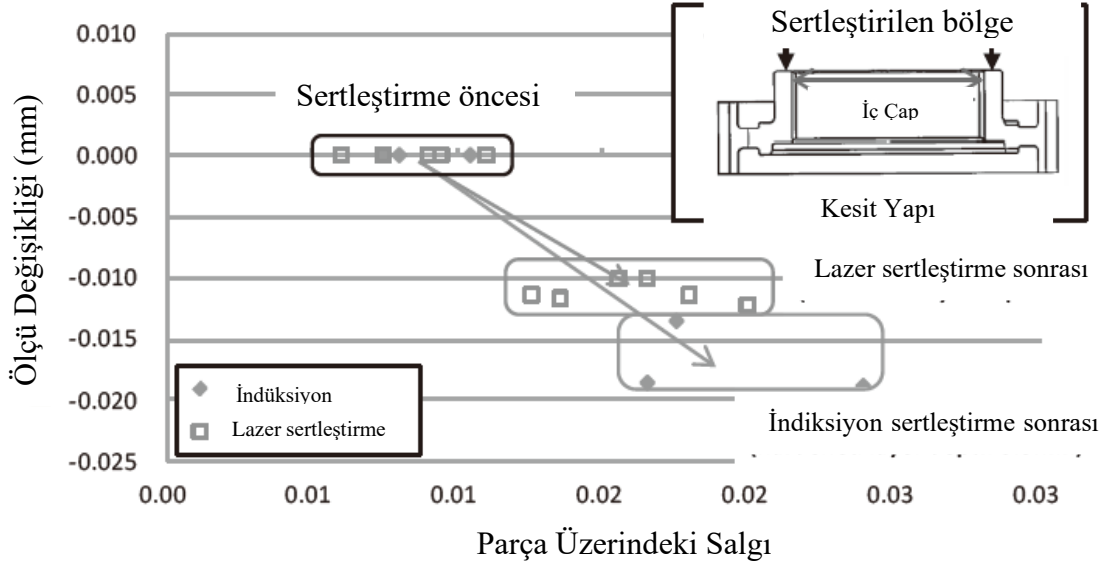 Sertleştirilen bölge
İç Çap
Kesit Yapı
Ölçü Değişikliği (mm)
0.010
0.005
0.000
-0.005
-0.010
-0.015
-0.020
-0.025
Sertleştirme öncesi
Lazer sertleştirme sonrası
İndiksiyon sertleştirme sonrası
İndüksiyon
Lazer sertleştirme
0.00 0.01 0.01 0.02 0.02 0.03 0.03
Parça Üzerindeki Salgı